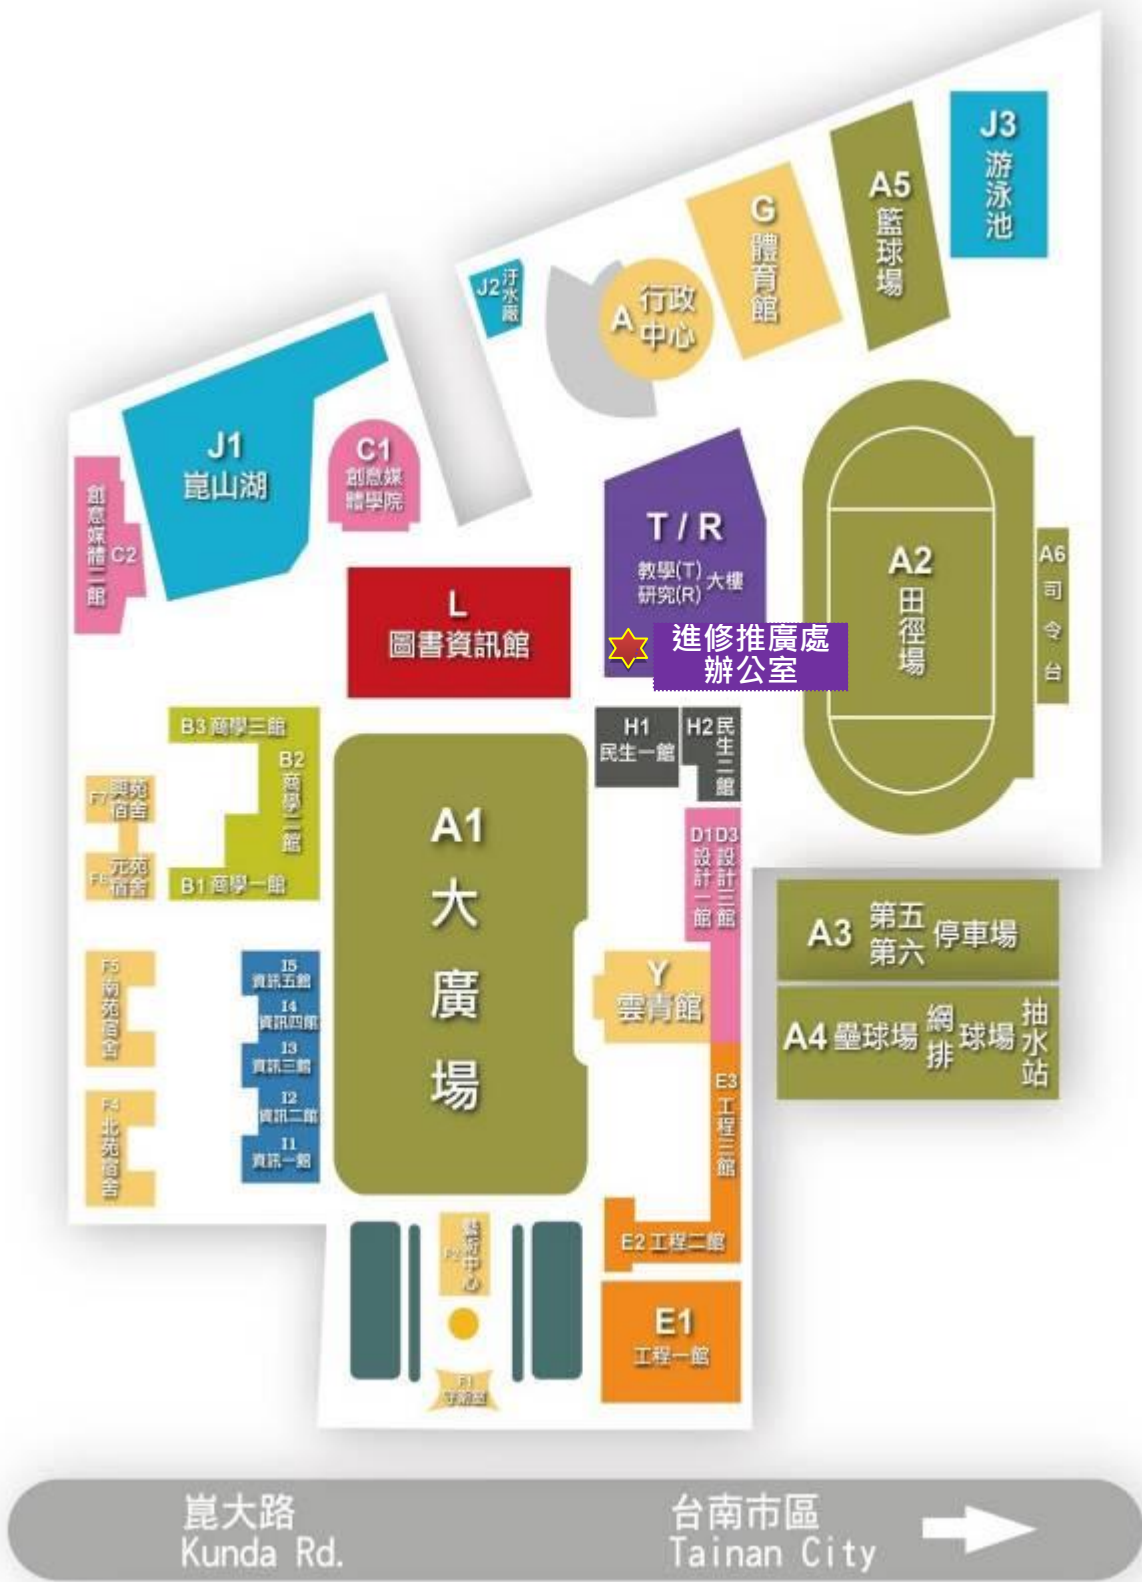 J3
游泳池
A5
籃球場
G
體育館
J2 汙水廠
A 行政
中心
J1
崑山湖
C1
創意媒
體學院
C2
創意媒體二館
T / R
教學(T)
研究(R)
大樓
A2
田徑場
A6
司令台
L
圖書資訊館
進修推廣處
辦公室
B3 商學三館
B2
商學二館
B1 商學一館
H1
民生一館
H2
民生二館
F7
興苑
宿舍
F6
元苑
宿舍
A1
大廣場
D1
設計一館
D3
設計三館
A3
第五
第六
停車場
A4 壘球場
網
排
球場
抽水站
F5
南苑宿舍
I5
資訊五館
I4
資訊四館
I3
資訊三館
I2
資訊二館
I1
資訊一館
Y
雲青館
F4
北苑宿舍
E3
工程三館
E2 工程二館
E1
工程一館
F2
藝術中心
F1
守衛室
崑大路
Kunda Rd.
台南市區
Tainan City